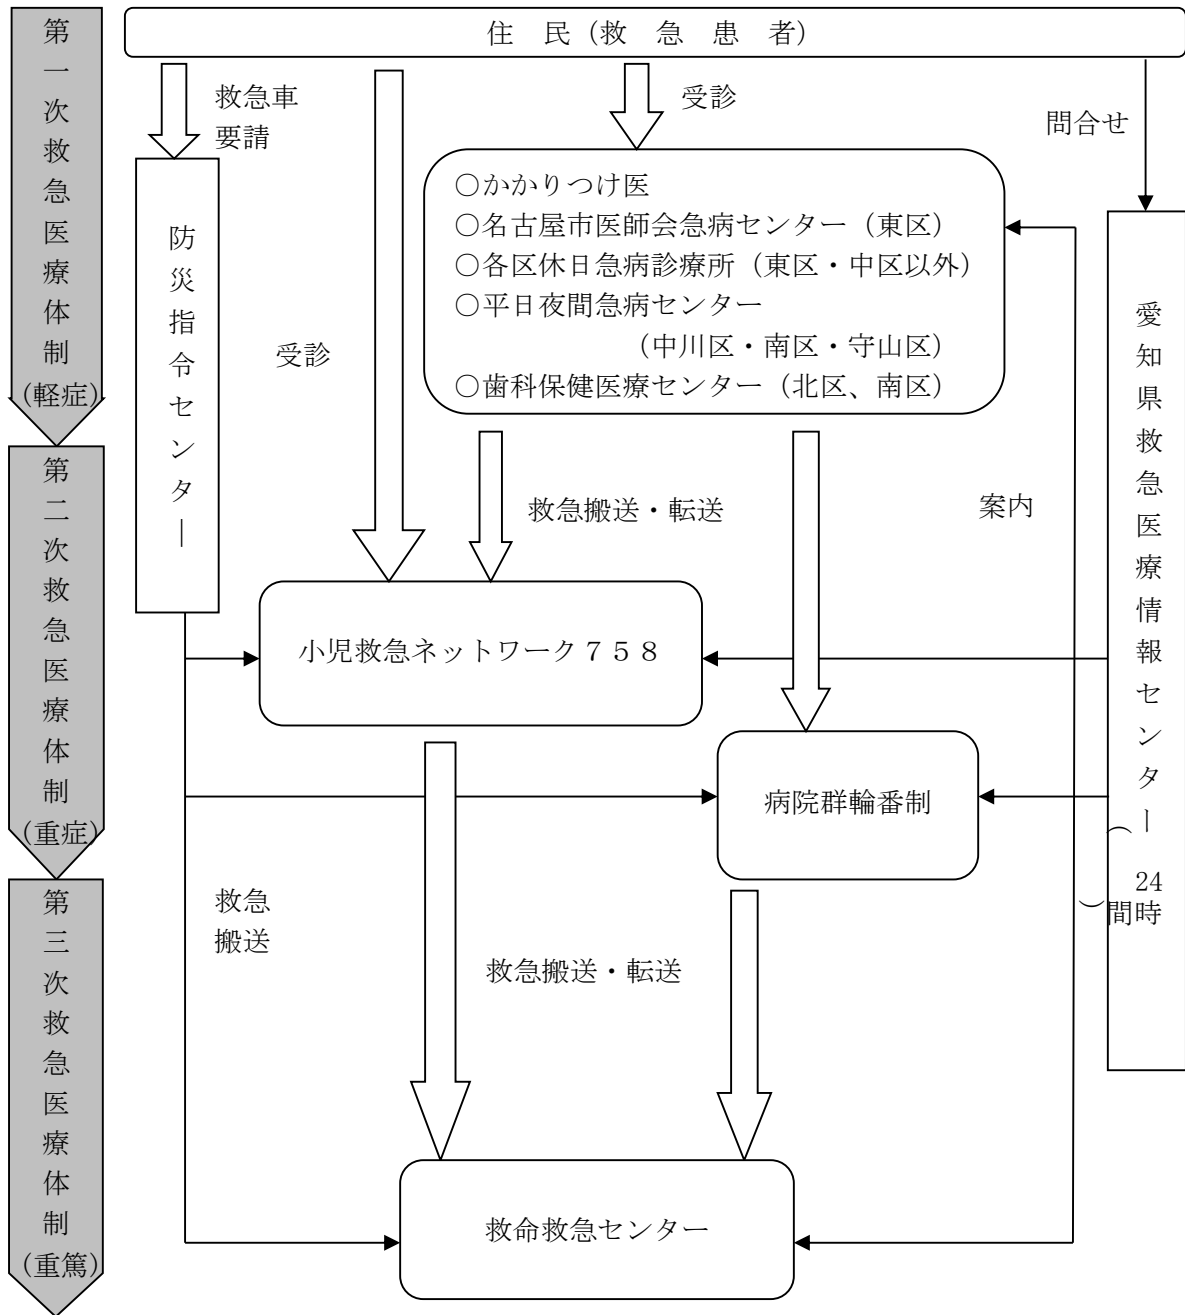 住　民（救　急　患　者）
第一次救急医療体制
（軽症）
救急車
要請
受診
問合せ
防災指令センター
受診
○かかりつけ医
○名古屋市医師会急病センター（東区）
○各区休日急病診療所（東区・中区以外）
○平日夜間急病センター
（中川区・南区・守山区）
○歯科保健医療センター（北区、南区）
愛知県救急医療情報センター（24時間）
第二次救急医療体制
（重症）
救急搬送・転送
案内
小児救急ネットワーク７５８
病院群輪番制
第三次救急医療体制
（重篤）
救急
搬送
救急搬送・転送
救命救急センター